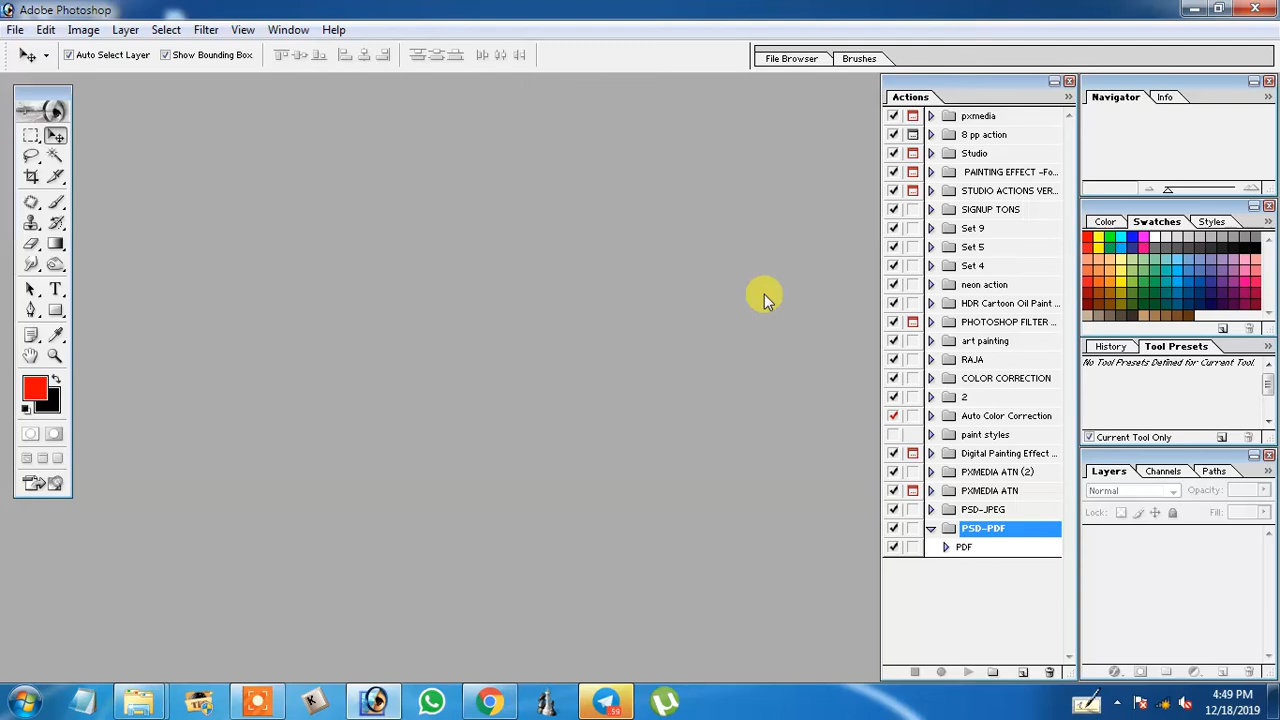 Adobe Photoshop
File Edit Image Layer Select Filter View Window Help
Auto Select Layer Show Bounding Box File Browser Brushes
Actions
pxmedia
8 pp action
Studio
PAINTING EFFECT -Fo...
STUDIO ACTIONS VER...
SIGNUP TONS
Set 9
Set 5
Set 4
neon action
HDR Cartoon Oil Paint ...
PHOTOSHOP FILTER ...
art painting
RAJA
COLOR CORRECTION
2
Auto Color Correction
paint styles
Digital Painting Effect ...
PXMEDIA ATN (2)
PXMEDIA ATN
PSD-JPEG
PSD-PDF
PDF
Navigator Info
Color Swatches Styles
History Tool Presets
No Tool Presets Defined for Current Tool.
Current Tool Only
Layers Channels Paths
Normal Opacity:
Lock: Fill:
T
K
59
4:49 PM
12/18/2019